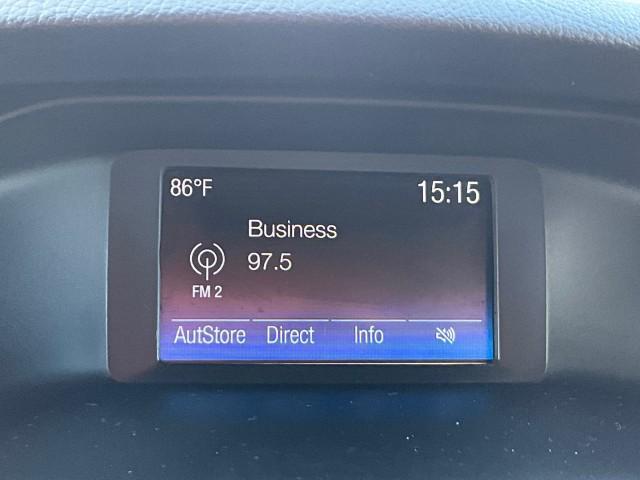 86°F 15:15
Business
97.5
FM 2
AutStore Direct Info